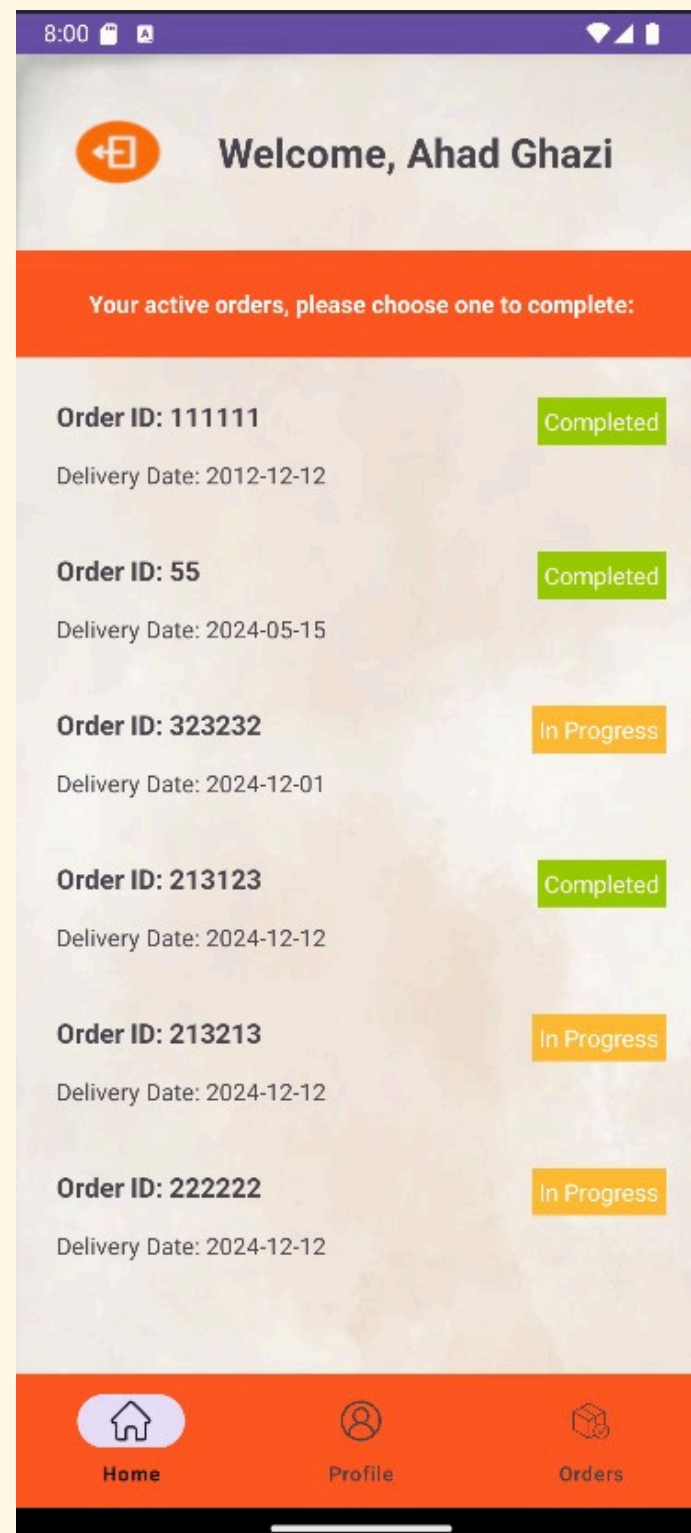 8:00
Welcome, Ahad Ghazi
Your active orders, please choose one to complete:
Order ID: 111111
Completed
Delivery Date: 2012-12-12
Order ID: 55
Completed
Delivery Date: 2024-05-15
Order ID: 323232
In Progress
Delivery Date: 2024-12-01
Order ID: 213123
Completed
Delivery Date: 2024-12-12
Order ID: 213213
In Progress
Delivery Date: 2024-12-12
Order ID: 222222
In Progress
Delivery Date: 2024-12-12
Home
Profile
Orders